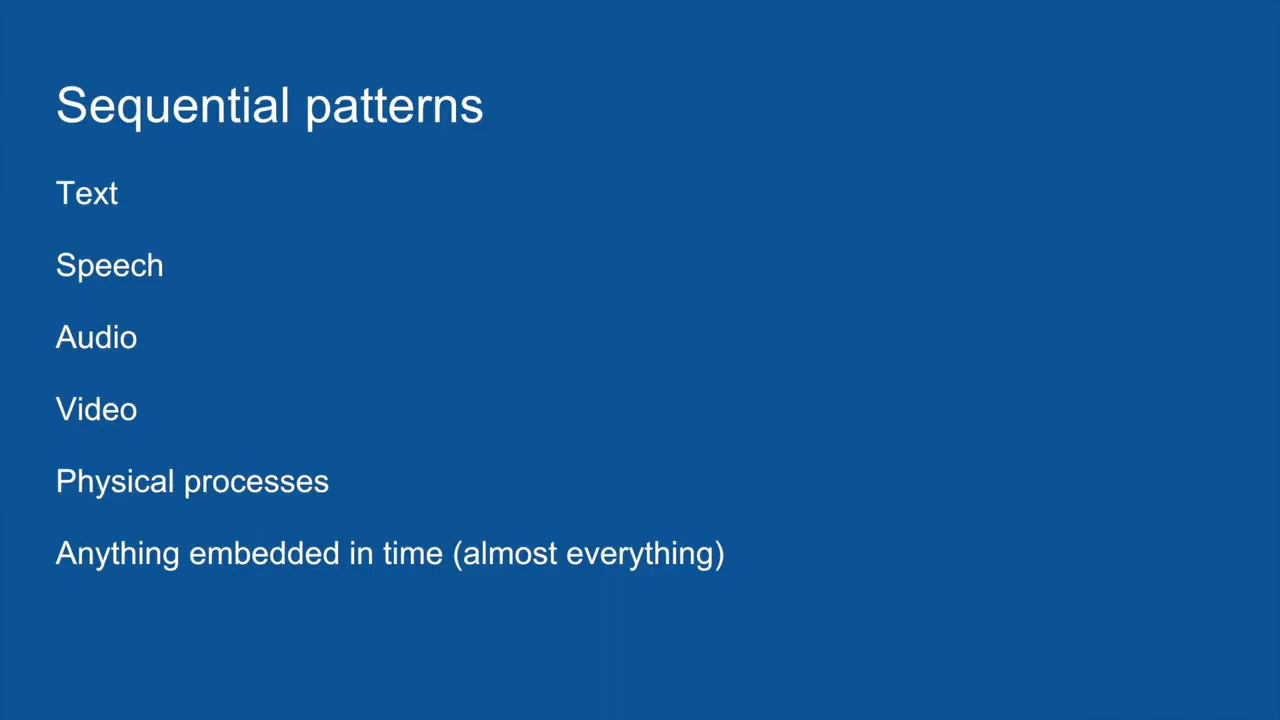 Sequential patterns
Text
Speech
Audio
Video
Physical processes
Anything embedded in time (almost everything)